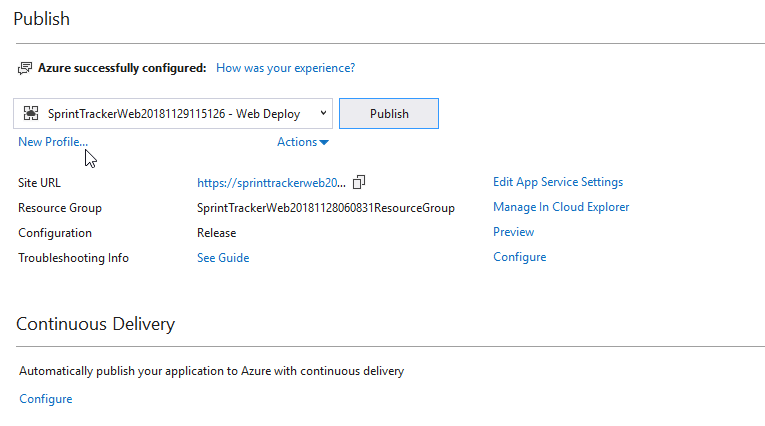 Publish
Azure successfully configured: How was your experience?
SprintTrackerWeb20181129115126 - Web Deploy Publish
New Profile... Actions
Site URL https://sprinttrackerweb20... Edit App Service Settings
Resource Group SprintTrackerWeb20181128060831ResourceGroup Manage In Cloud Explorer
Configuration Release Preview
Troubleshooting Info See Guide Configure
Continuous Delivery
Automatically publish your application to Azure with continuous delivery
Configure